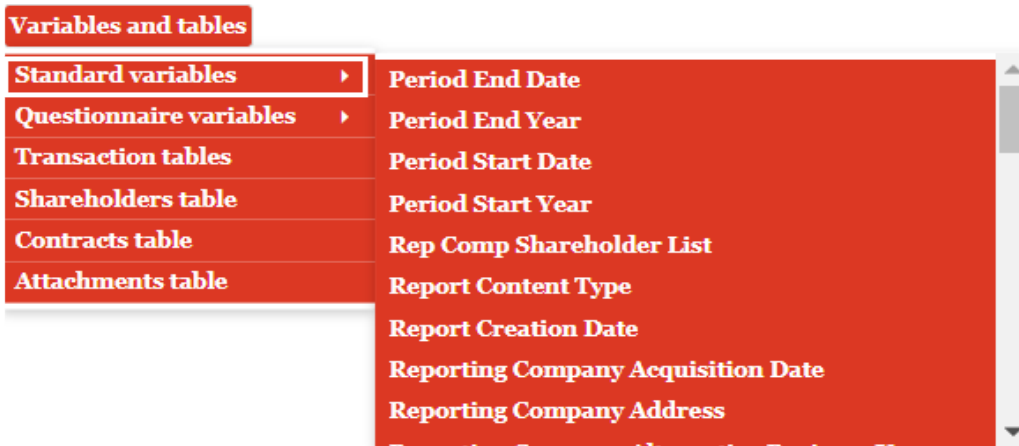 Variables and tables
Standard variables
Questionnaire variables
Transaction tables
Shareholders table
Contracts table
Attachments table
Period End Date
Period End Year
Period Start Date
Period Start Year
Rep Comp Shareholder List
Report Content Type
Report Creation Date
Reporting Company Acquisition Date
Reporting Company Address